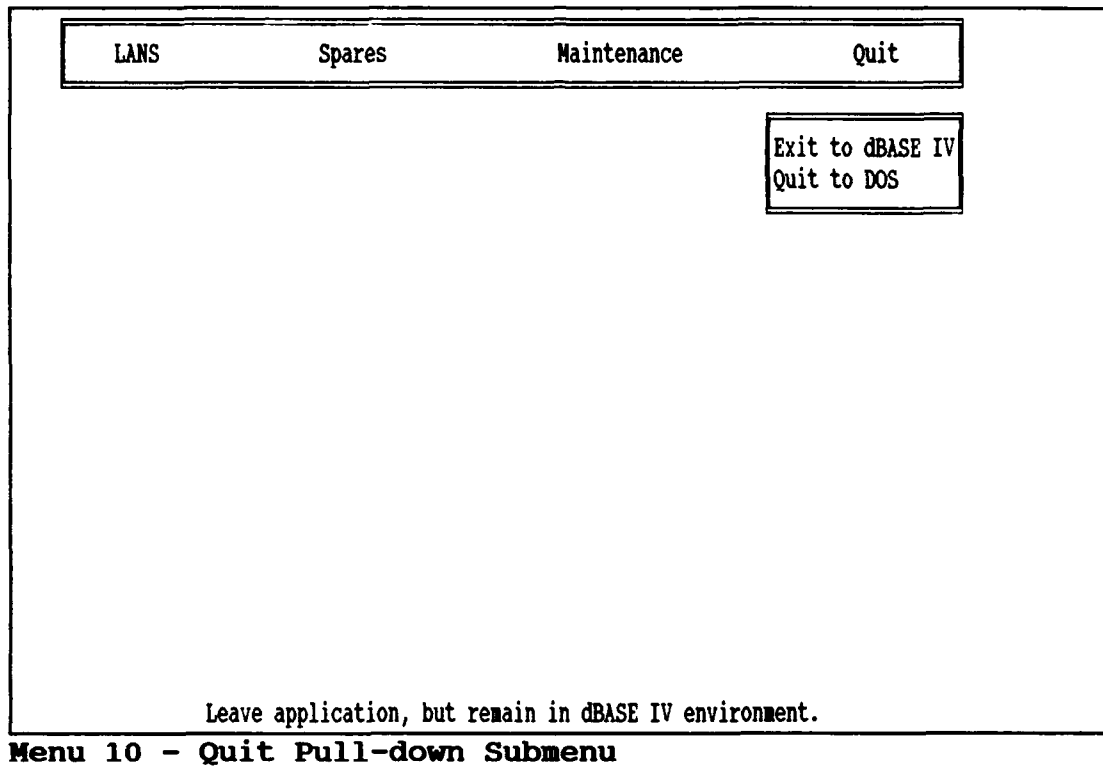 LANS Spares Maintenance Quit
Exit to dBASE IV
Quit to DOS
Leave application, but remain in dBASE IV environment.
Menu 10 - Quit Pull-down Submenu